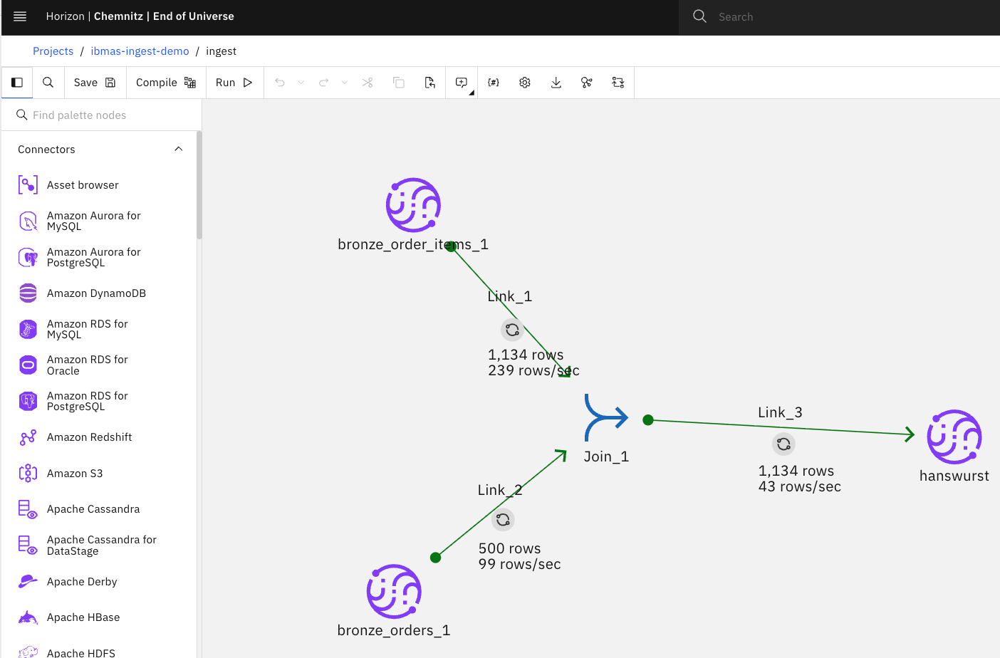 Horizon | Chemnitz | End of Universe
Search
Projects / ibmas-ingest-demo / ingest
Save
Compile
Run
{#}
Find palette nodes
Connectors
Asset browser
Amazon Aurora for
MySQL
Amazon Aurora for
PostgreSQL
Amazon DynamoDB
Amazon RDS for
MySQL
Amazon RDS for
Oracle
Amazon RDS for
PostgreSQL
Amazon Redshift
Amazon S3
Apache Cassandra
Apache Cassandra for
DataStage
Apache Derby
Apache HBase
Apache HDFS
bronze_order_items_1
Link_1
1,134 rows
239 rows/sec
Join_1
Link_2
500 rows
99 rows/sec
bronze_orders_1
Link_3
1,134 rows
43 rows/sec
hanswurst